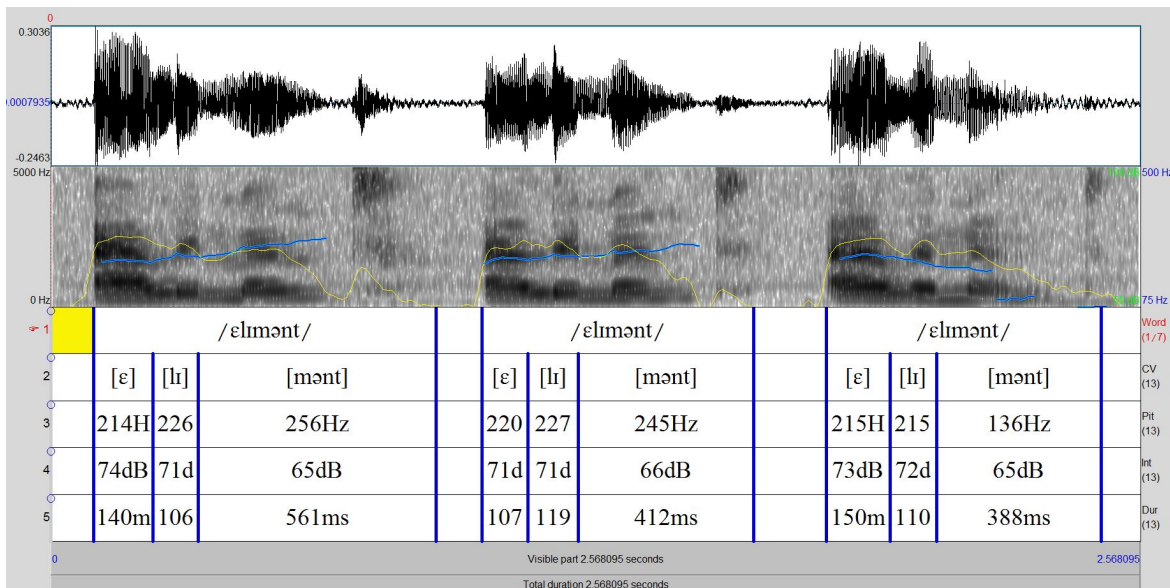 0
0.3036
0.0007935
-0.2463
5000 Hz 500 Hz
0 Hz 75 Hz
1 /ɛlɪmənt/ /ɛlɪmənt/ /ɛlɪmənt/ Word (1/7)
2 [ɛ] [lɪ] [mənt] [ɛ] [lɪ] [mənt] [ɛ] [lɪ] [mənt] CV (13)
3 214H 226 256Hz 220 227 245Hz 215H 215 136Hz Pit (13)
4 74dB 71d 65dB 71d 71d 66dB 73dB 72d 65dB Int (13)
5 140m 106 561ms 107 119 412ms 150m 110 388ms Dur (13)
0 Visible part 2.568095 seconds 2.568095
Total duration 2.568095 seconds